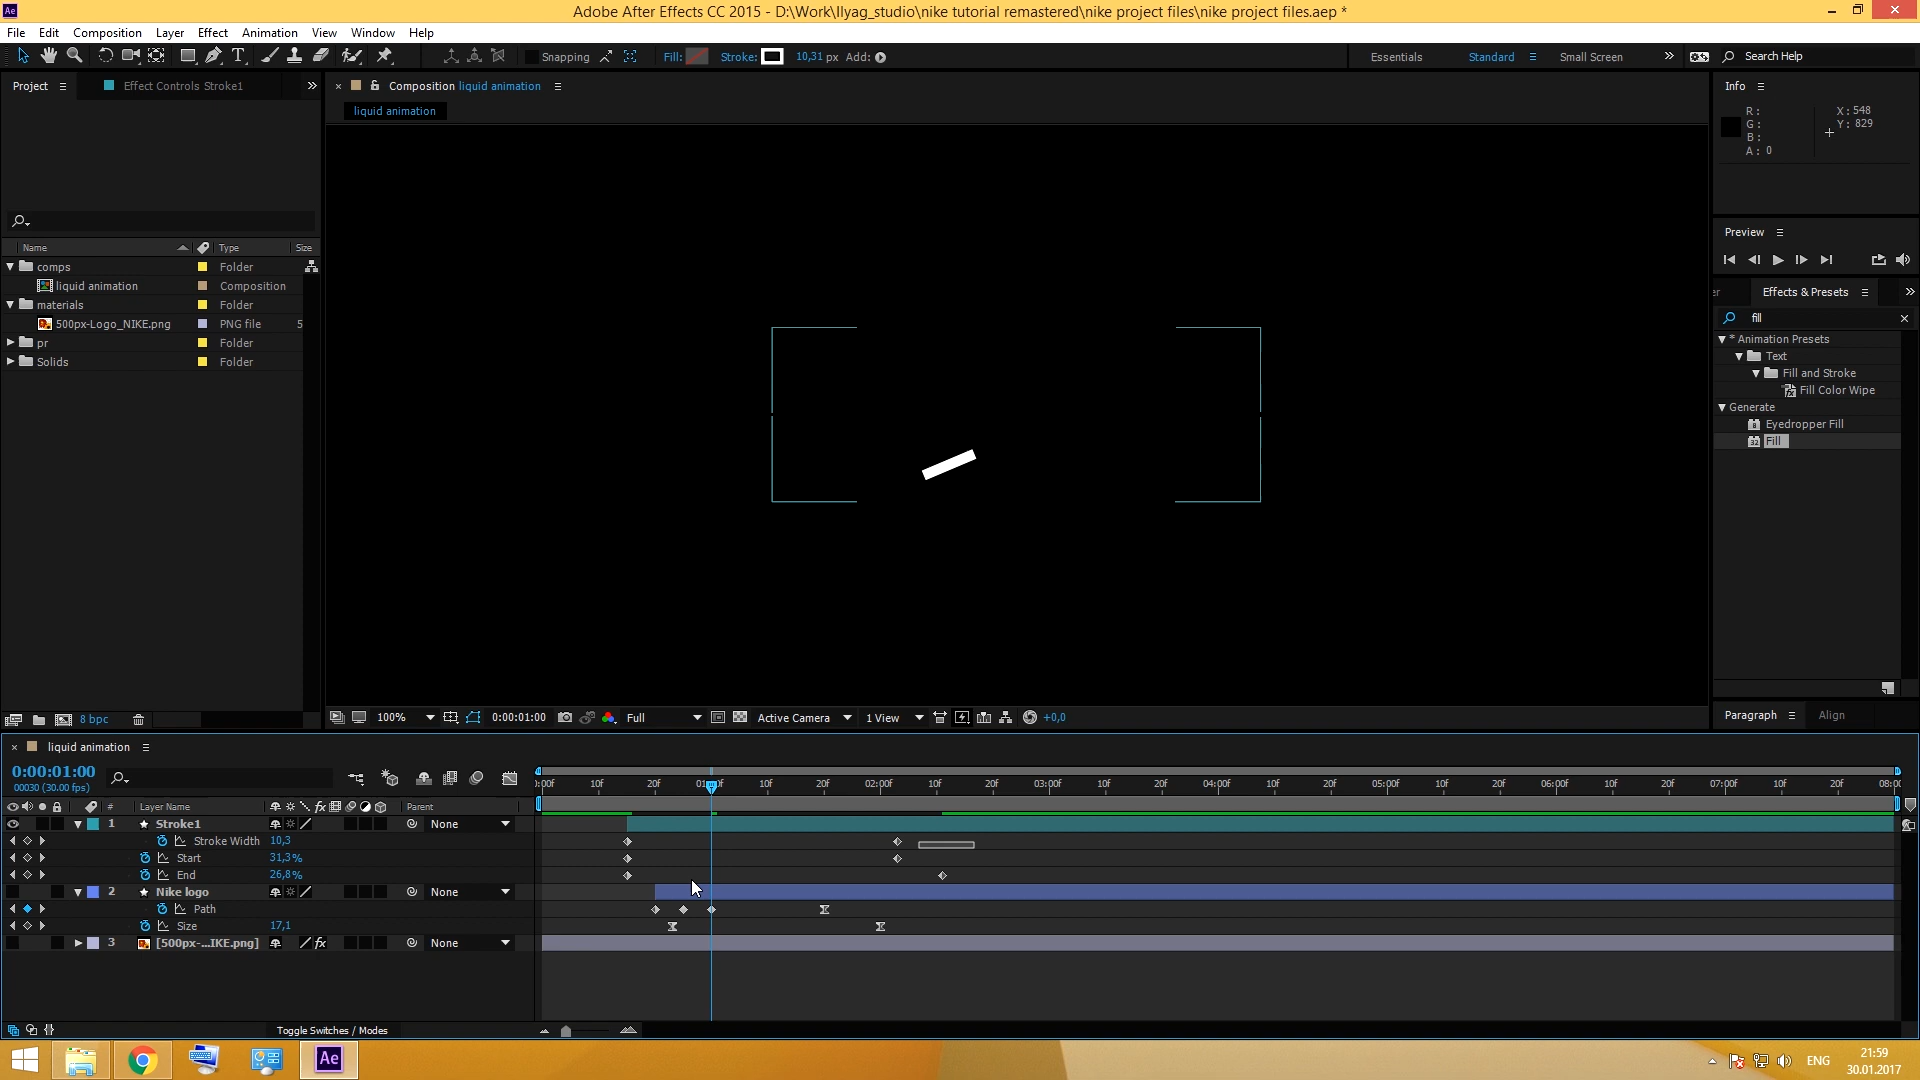 Adobe After Effects CC 2015 - D:\Work\Ilyag_studio\nike tutorial remastered\nike project files\nike project files.aep *
File Edit Composition Layer Effect Animation View Window Help
Snapping Fill: Stroke: 10,31 px Add: Essentials Standard Small Screen Search Help
Project Effect Controls Stroke1
Composition liquid animation
liquid animation
Info
R: X: 548
G: Y: 829
B:
A: 0
Preview
Effects & Presets
fill
* Animation Presets
Text
Fill and Stroke
Fill Color Wipe
Generate
Eyedropper Fill
Fill
Name Type Size
comps Folder
liquid animation Composition
materials Folder
500px-Logo_NIKE.png PNG file 5
pr Folder
Solids Folder
8 bpc
100% 0:00:01:00 Full Active Camera 1 View +0,0
Paragraph Align
liquid animation
0:00:01:00
00030 (30.00 fps)
:00f 10f 20f 01:00f 10f 20f 02:00f 10f 20f 03:00f 10f 20f 04:00f 10f 20f 05:00f 10f 20f 06:00f 10f 20f 07:00f 10f 20f 08:00
# Layer Name Parent
1 Stroke1 None
Stroke Width 10,3
Start 31,3%
End 26,8%
2 Nike logo None
Path
Size 17,1
3 [500px-...IKE.png] None
Toggle Switches / Modes
Ae ENG 21:59
30.01.2017